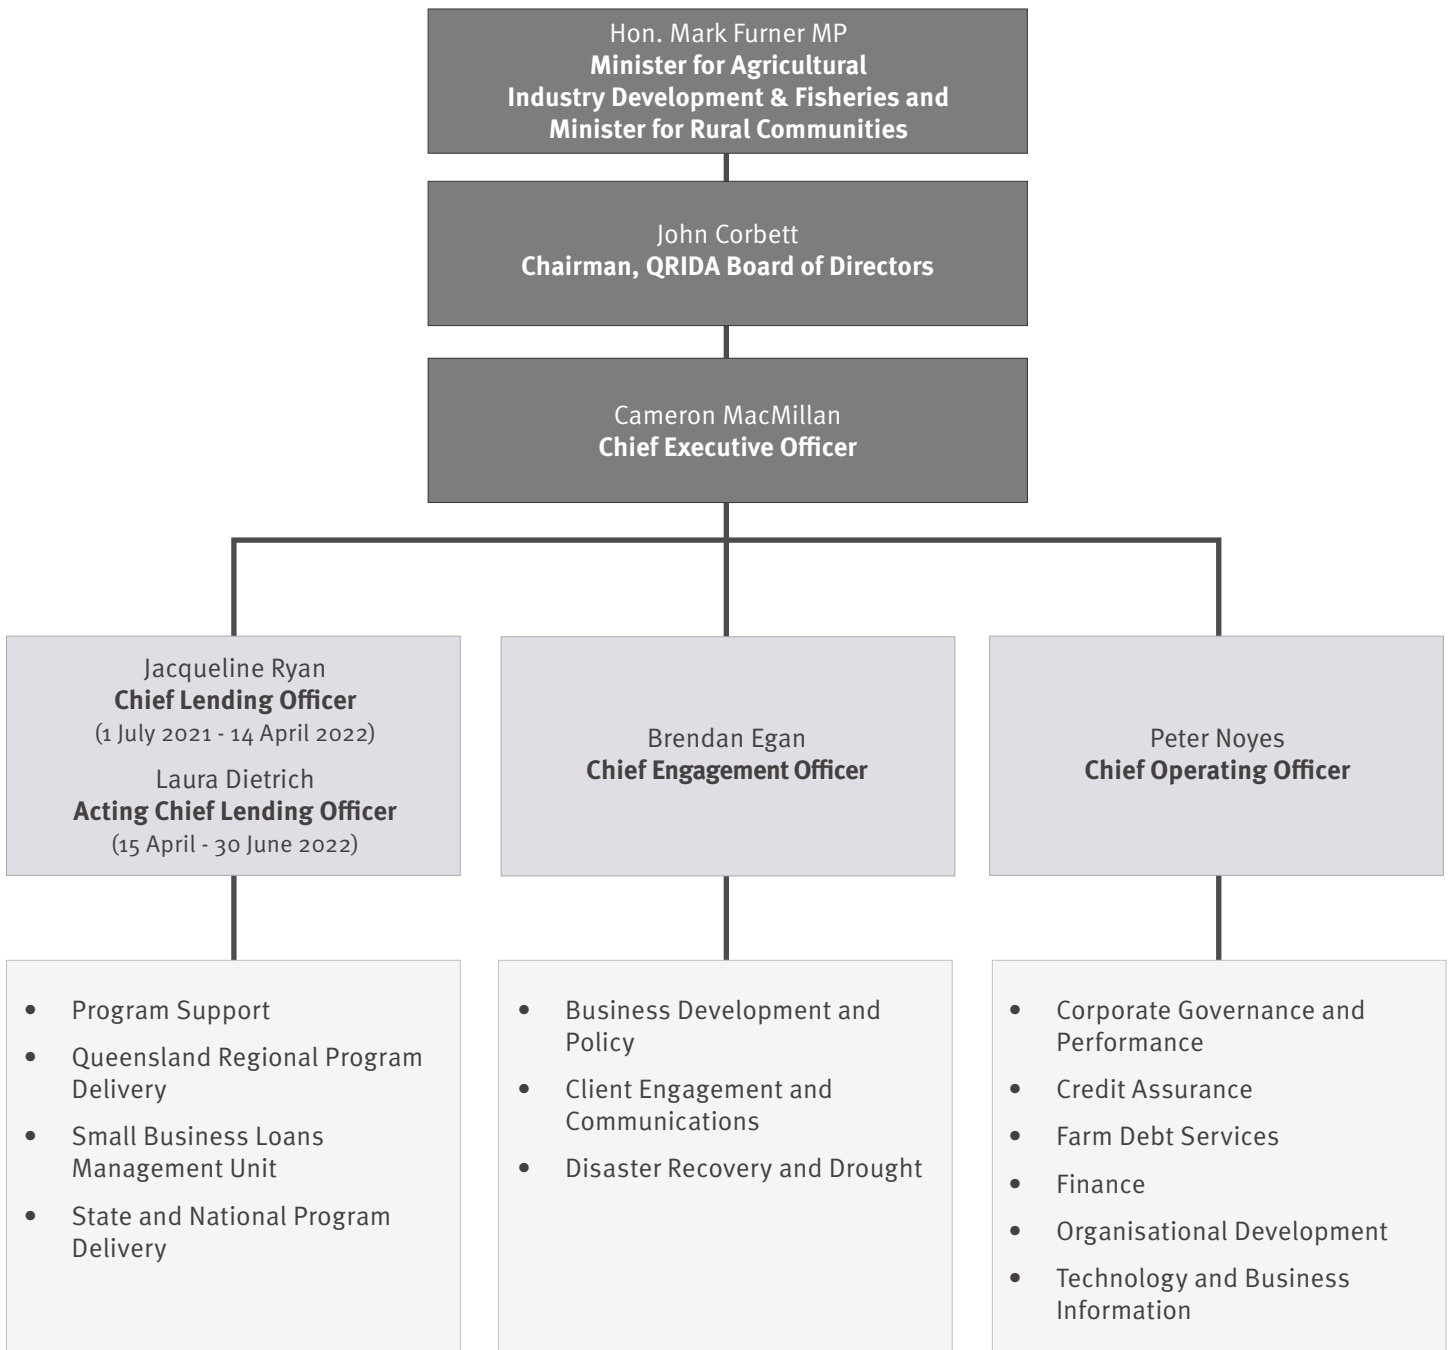 Hon. Mark Furner MP
Minister for Agricultural
Industry Development & Fisheries and
Minister for Rural Communities
John Corbett
Chairman, QRIDA Board of Directors
Cameron MacMillan
Chief Executive Officer
Jacqueline Ryan
Chief Lending Officer
(1 July 2021 - 14 April 2022)
Laura Dietrich
Acting Chief Lending Officer
(15 April - 30 June 2022)
Brendan Egan
Chief Engagement Officer
Peter Noyes
Chief Operating Officer
• Program Support
• Queensland Regional Program
Delivery
• Small Business Loans
Management Unit
• State and National Program
Delivery
• Business Development and
Policy
• Client Engagement and
Communications
• Disaster Recovery and Drought
• Corporate Governance and
Performance
• Credit Assurance
• Farm Debt Services
• Finance
• Organisational Development
• Technology and Business
Information